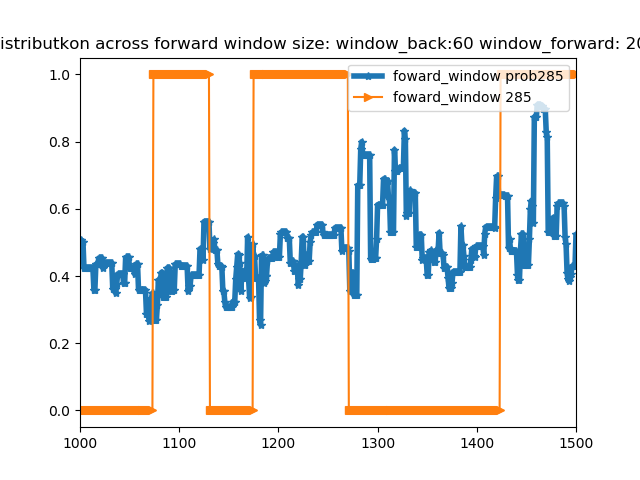 istributkon across forward window size: window_back:60 window_forward: 20
foward_window prob285
foward_window 285
1.0
0.8
0.6
0.4
0.2
0.0
1000 1100 1200 1300 1400 1500